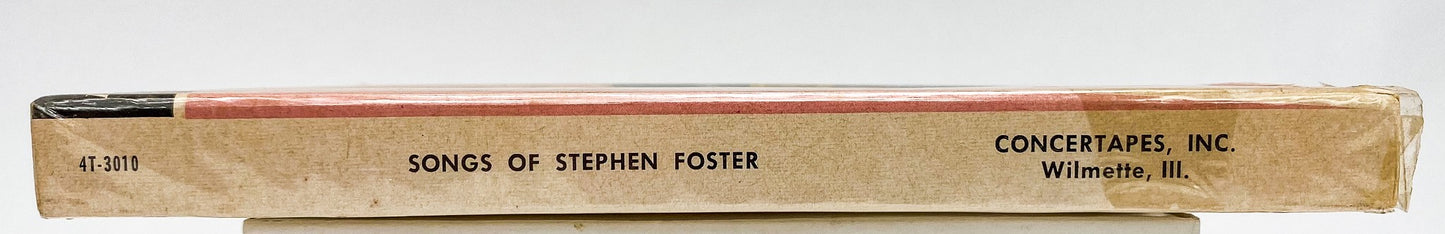 4T-3010
SONGS OF STEPHEN FOSTER
CONCERTAPES, INC.
Wilmette, Ill.